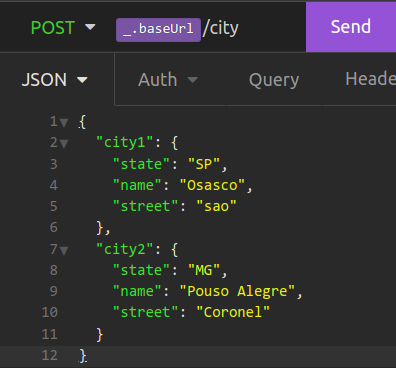 POST _.baseUrl/city Send
JSON Auth Query Heade
1 {
2 "city1": {
3 "state": "SP",
4 "name": "Osasco",
5 "street": "sao"
6 },
7 "city2": {
8 "state": "MG",
9 "name": "Pouso Alegre",
10 "street": "Coronel"
11 }
12 }